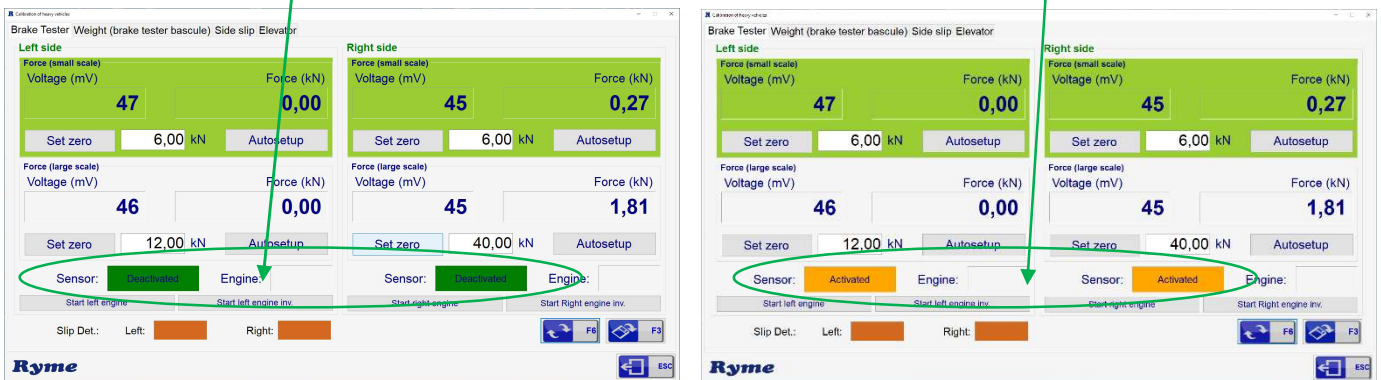 Calibration of heavy vehicles
Brake Tester Weight (brake tester bascule) Side slip Elevator
Left side Right side
Force (small scale) Force (small scale)
Voltage (mV) Force (kN) Voltage (mV) Force (kN)
47 0,00 45 0,27
Set zero 6,00 kN Autosetup Set zero 6,00 kN Autosetup
Force (large scale) Force (large scale)
Voltage (mV) Force (kN) Voltage (mV) Force (kN)
46 0,00 45 1,81
Set zero 12,00 kN Autosetup Set zero 40,00 kN Autosetup
Sensor: Deactivated Engine: Sensor: Deactivated Engine:
Start left engine Start left engine inv. Start right engine Start Right engine inv.
Slip Det.: Left: Right: F6 F3
Ryme ESC
Calibration of heavy vehicles
Brake Tester Weight (brake tester bascule) Side slip Elevator
Left side Right side
Force (small scale) Force (small scale)
Voltage (mV) Force (kN) Voltage (mV) Force (kN)
47 0,00 45 0,27
Set zero 6,00 kN Autosetup Set zero 6,00 kN Autosetup
Force (large scale) Force (large scale)
Voltage (mV) Force (kN) Voltage (mV) Force (kN)
46 0,00 45 1,81
Set zero 12,00 kN Autosetup Set zero 40,00 kN Autosetup
Sensor: Activated Engine: Sensor: Activated Engine:
Start left engine Start left engine inv. Start right engine Start Right engine inv.
Slip Det.: Left: Right: F6 F3
Ryme ESC